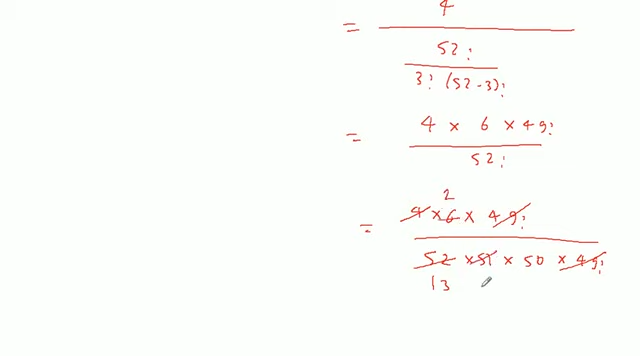 4
=
52!
3! (52-3)!
= 4 × 6 × 49!
52!
2
= 4 × 6 × 49!
52 × 51 × 50 × 49!
13